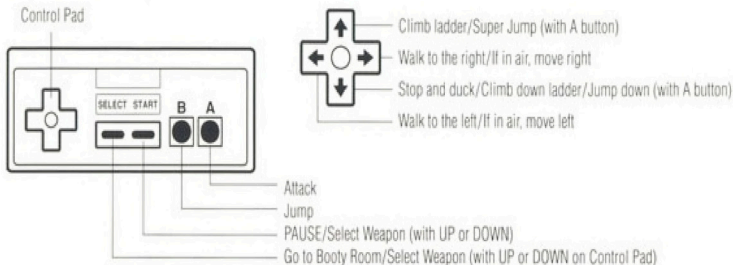 Control Pad
SELECT START
B A
Climb ladder/Super Jump (with A button)
Walk to the right/If in air, move right
Stop and duck/Climb down ladder/Jump down (with A button)
Walk to the left/If in air, move left
Attack
Jump
PAUSE/Select Weapon (with UP or DOWN)
Go to Booty Room/Select Weapon (with UP or DOWN on Control Pad)